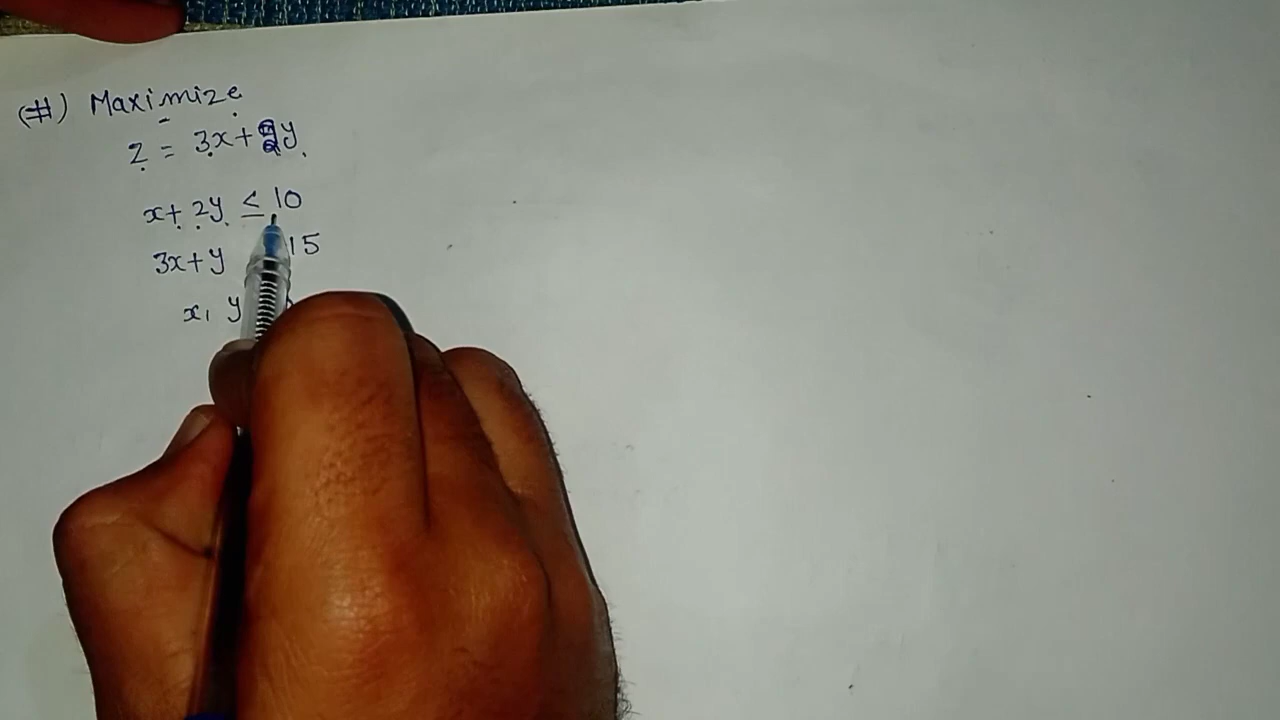 (#) Maximize
Z = 3x + 2y
x + 2y ≤ 10
3x + y 15
x, y